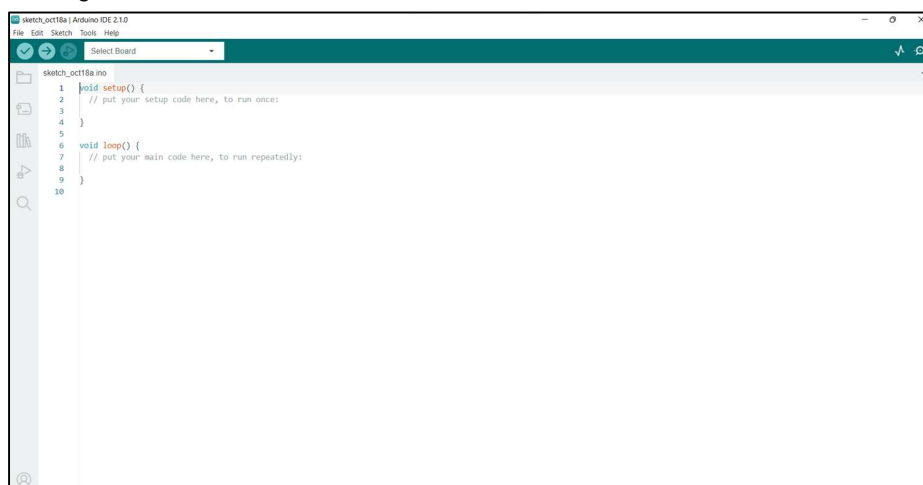 sketch_oct18a | Arduino IDE 2.1.0
File Edit Sketch Tools Help
Select Board
sketch_oct18a.ino
1 void setup() {
2 // put your setup code here, to run once:
3
4 }
5
6 void loop() {
7 // put your main code here, to run repeatedly:
8
9 }
10